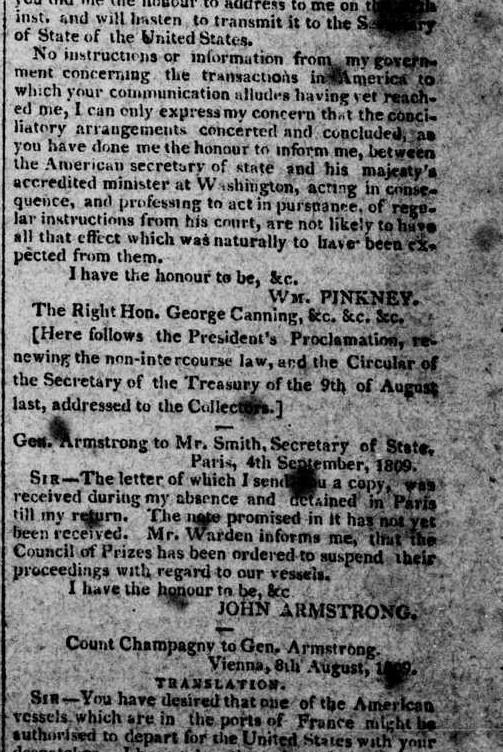 you did me the honour to address to me on the
inst. and will hasten to transmit it to the Secretary
of State of the United States.
No instructions or information from my govern-
ment concerning the transactions in America to
which your communication alludes having yet reach-
ed me, I can only express my concern that the conci-
liatory arrangements concerted and concluded, as
you have done me the honour to inform me, between
the American secretary of state and his majesty's
accredited minister at Washington, acting in conse-
quence, and professing to act in pursuance, of regu-
lar instructions from his court, are not likely to have
all that effect which was naturally to have been ex-
pected from them.
I have the honour to be, &c.
WM. PINKNEY.
The Right Hon. George Canning, &c. &c. &c.
[Here follows the President's Proclamation, re-
newing the non-intercourse law, and the Circular of
the Secretary of the Treasury of the 9th of August
last, addressed to the Collectors.]
Gen. Armstrong to Mr. Smith, Secretary of State,
Paris, 4th September, 1809.
SIR—The letter of which I send you a copy, was
received during my absence and detained in Paris
till my return. The note promised in it has not yet
been received. Mr. Warden informs me, that the
Council of Prizes has been ordered to suspend their
proceedings with regard to our vessels.
I have the honour to be, &c
JOHN ARMSTRONG.
Count Champagny to Gen. Armstrong.
Vienna, 8th August, 1809.
TRANSLATION.
SIR—You have desired that one of the American
vessels which are in the ports of France might be
authorised to depart for the United States with your